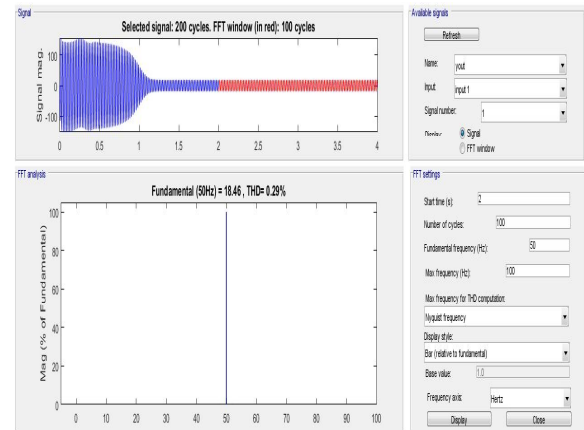 Signal
Selected signal: 200 cycles. FFT window (in red): 100 cycles
Signal mag.
100
0
-100
0 0.5 1 1.5 2 2.5 3 3.5 4
FFT analysis
Fundamental (50Hz) = 18.46 , THD= 0.29%
Mag (% of Fundamental)
100
80
60
40
20
0
0 10 20 30 40 50 60 70 80 90 100
Available signals
Refresh
Name: yout
Input: input 1
Signal number: 1
Display: Signal
FFT window
FFT settings
Start time (s): 2
Number of cycles: 100
Fundamental frequency (Hz): 50
Max frequency (Hz): 100
Max frequency for THD computation:
Nyquist frequency
Display style:
Bar (relative to fundamental)
Base value: 1.0
Frequency axis: Hertz
Display Close